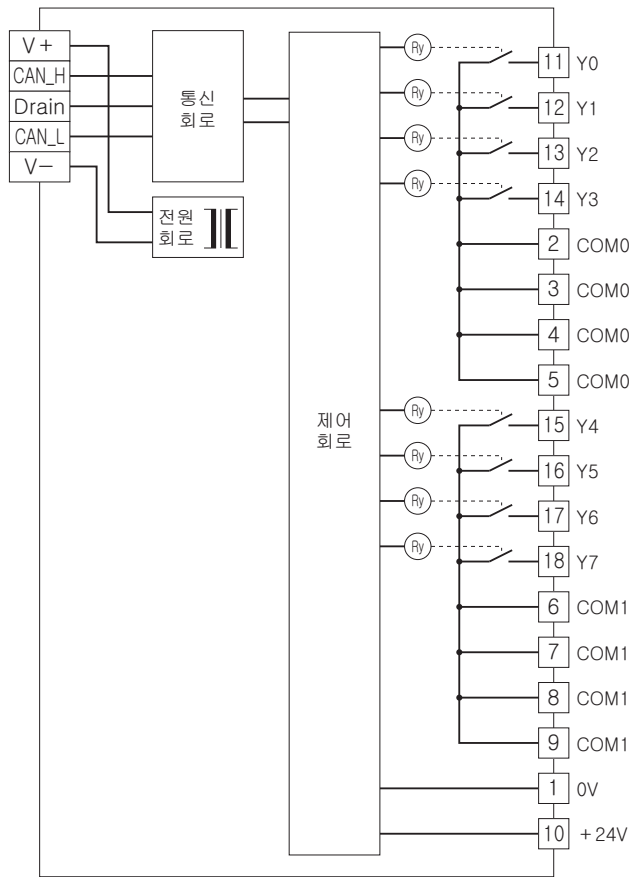 V+
CAN_H
Drain
CAN_L
V−
통신
회로
전원
회로
제어
회로
Ry
11 Y0
Ry
12 Y1
Ry
13 Y2
Ry
14 Y3
2 COM0
3 COM0
4 COM0
5 COM0
Ry
15 Y4
Ry
16 Y5
Ry
17 Y6
Ry
18 Y7
6 COM1
7 COM1
8 COM1
9 COM1
1 0V
10 +24V